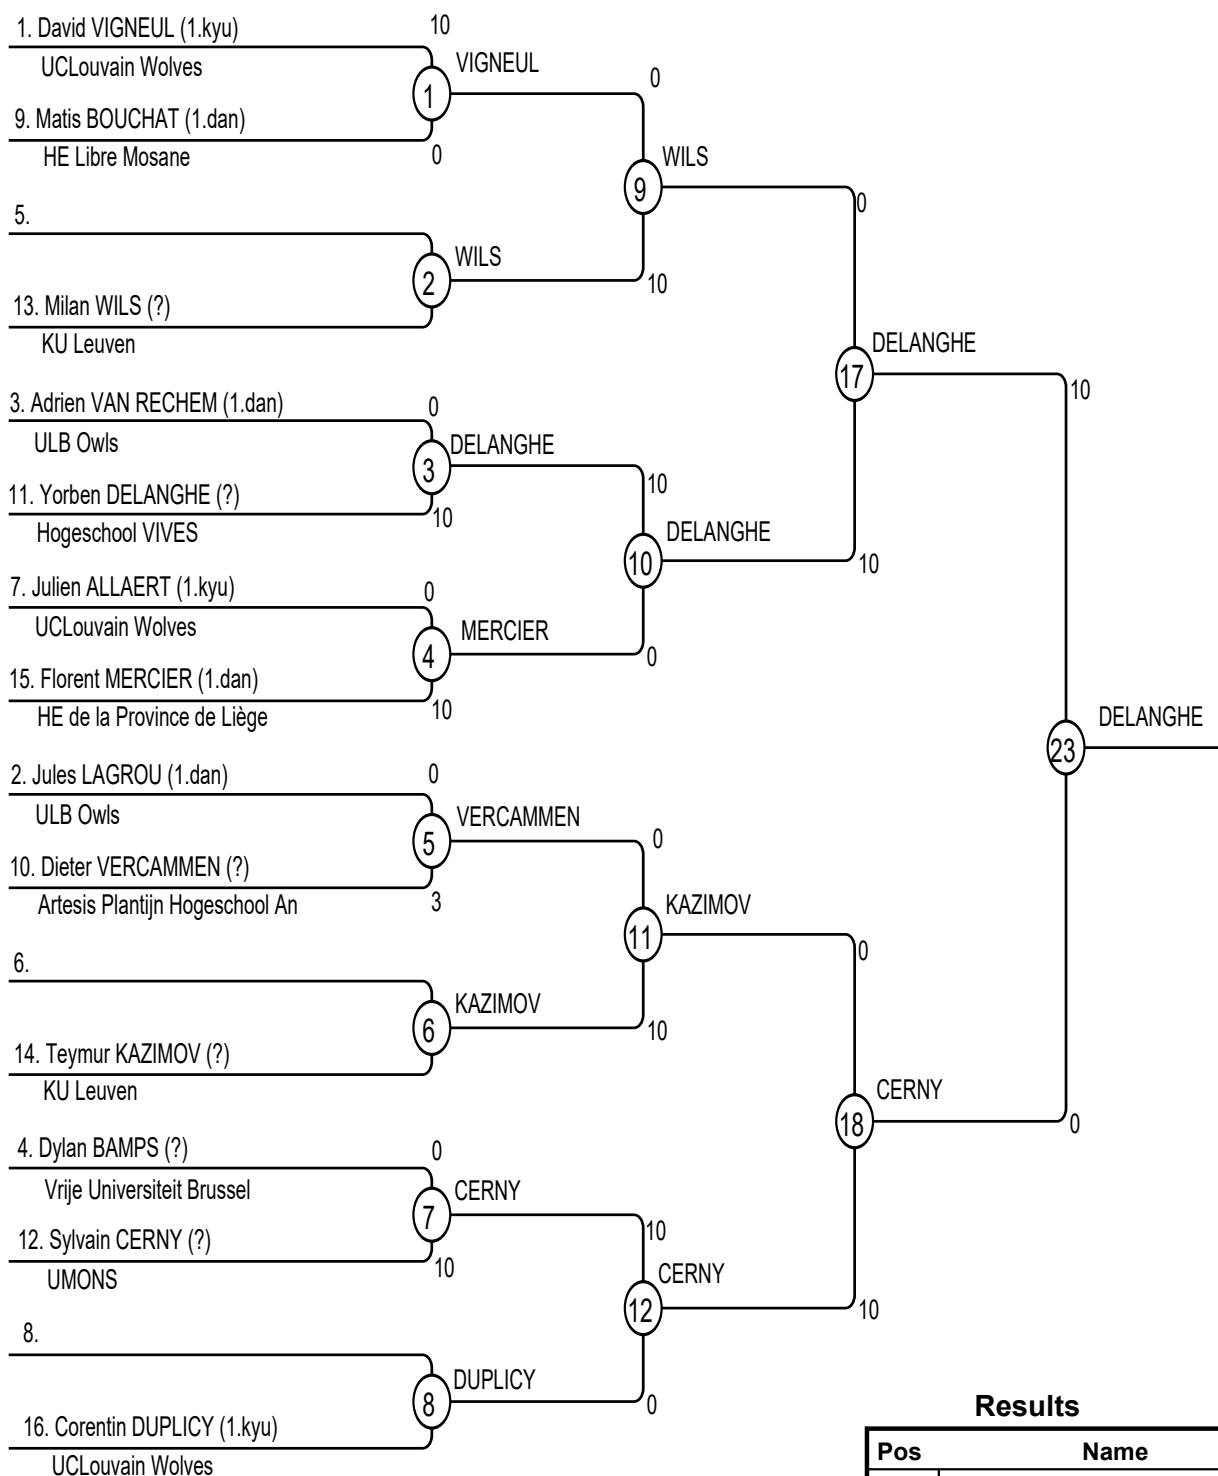 1. David VIGNEUL (1.kyu)
10
UCLouvain Wolves
VIGNEUL
0
1
9. Matis BOUCHAT (1.dan)
HE Libre Mosane
0
WILS
9
0
5.
WILS
2
10
13. Milan WILS (?)
KU Leuven
DELANGHE
17
10
3. Adrien VAN RECHEM (1.dan)
0
ULB Owls
DELANGHE
3
10
11. Yorben DELANGHE (?)
10
Hogeschool VIVES
DELANGHE
10
10
7. Julien ALLAERT (1.kyu)
0
UCLouvain Wolves
MERCIER
4
0
15. Florent MERCIER (1.dan)
10
HE de la Province de Liège
DELANGHE
23
2. Jules LAGROU (1.dan)
0
ULB Owls
VERCAMMEN
5
0
10. Dieter VERCAMMEN (?)
Artesis Plantijn Hogeschool An
3
KAZIMOV
11
0
6.
KAZIMOV
6
10
14. Teymur KAZIMOV (?)
KU Leuven
CERNY
18
0
4. Dylan BAMPS (?)
0
Vrije Universiteit Brussel
CERNY
7
10
12. Sylvain CERNY (?)
10
UMONS
CERNY
12
10
8.
DUPLICY
8
0
16. Corentin DUPLICY (1.kyu)
UCLouvain Wolves
Results
Pos Name